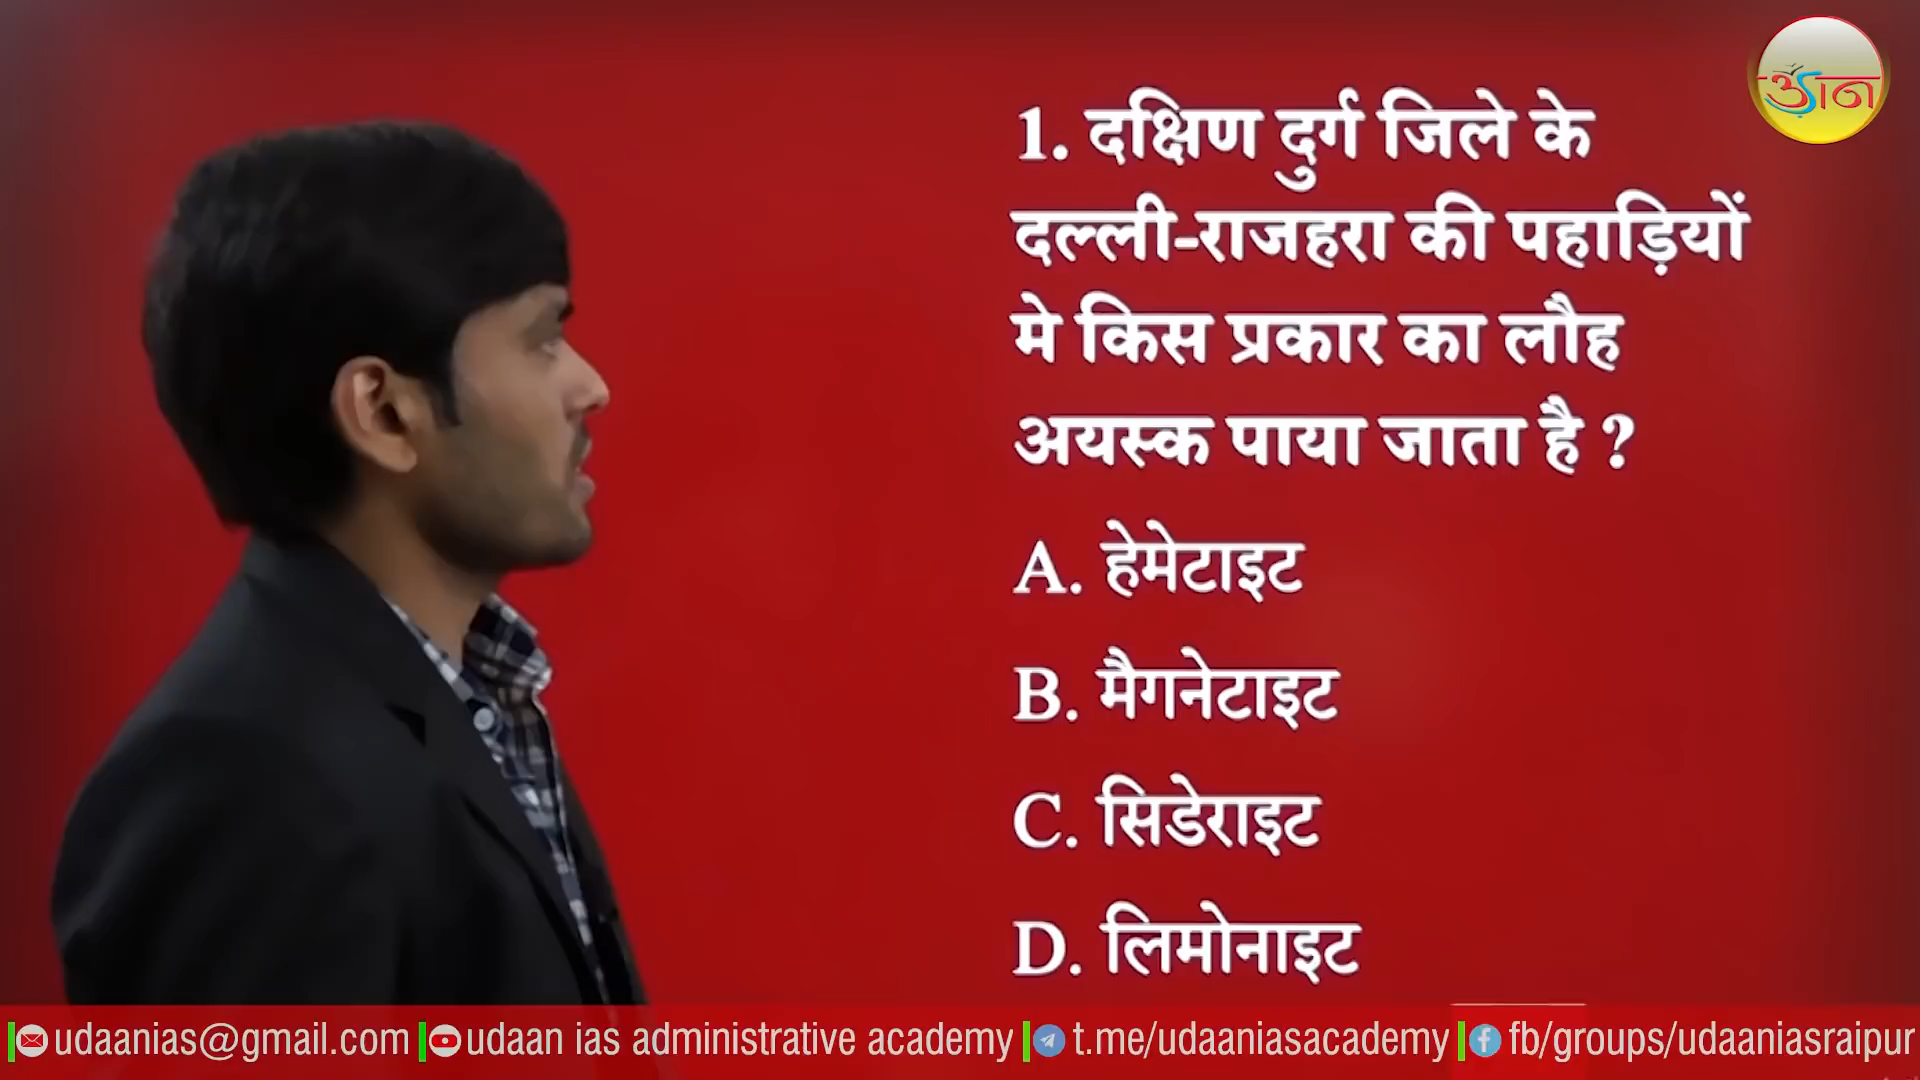 उड़ान
1. दक्षिण दुर्ग जिले के
दल्ली-राजहरा की पहाड़ियों
मे किस प्रकार का लौह
अयस्क पाया जाता है ?
A. हेमेटाइट
B. मैगनेटाइट
C. सिडेराइट
D. लिमोनाइट
udaanias@gmail.com udaan ias administrative academy t.me/udaaniasacademy fb/groups/udaaniasraipur